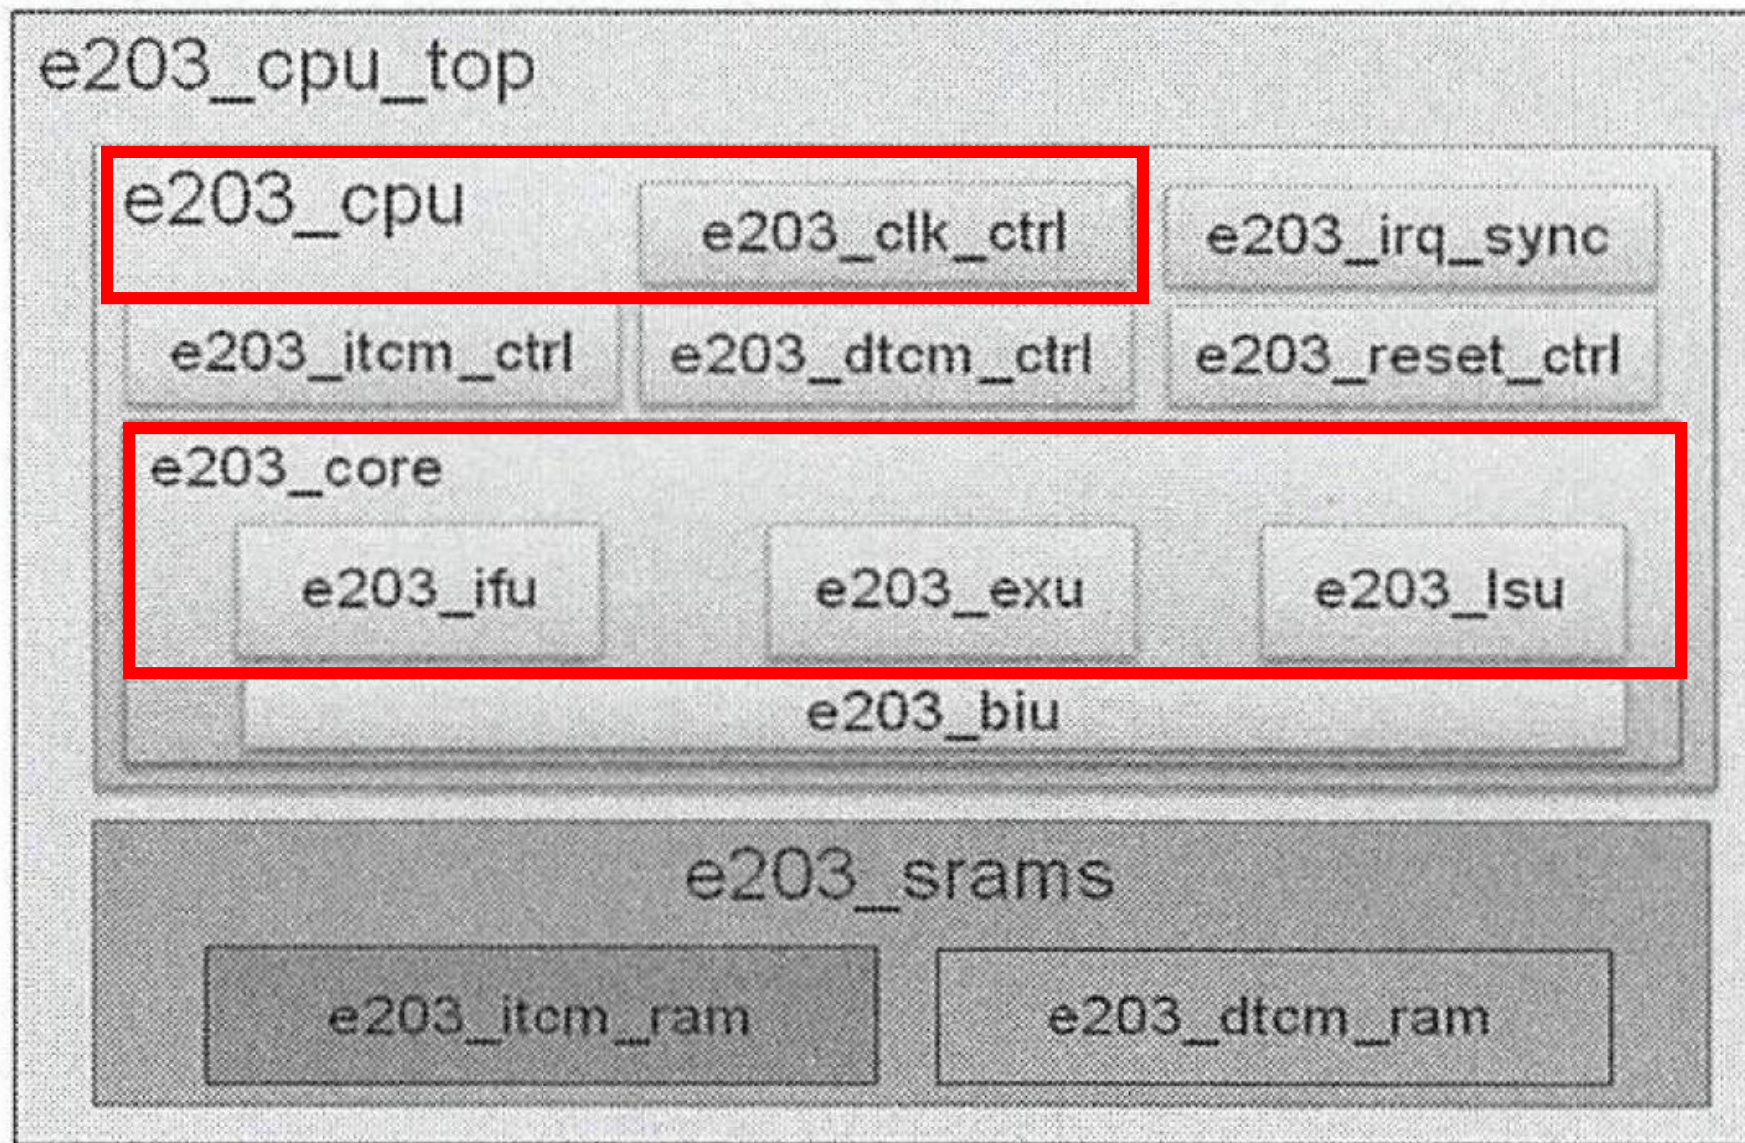 e203_cpu_top
e203_cpu
e203_clk_ctrl
e203_irq_sync
e203_itcm_ctrl
e203_dtcm_ctrl
e203_reset_ctrl
e203_core
e203_ifu
e203_exu
e203_lsu
e203_biu
e203_srams
e203_itcm_ram
e203_dtcm_ram